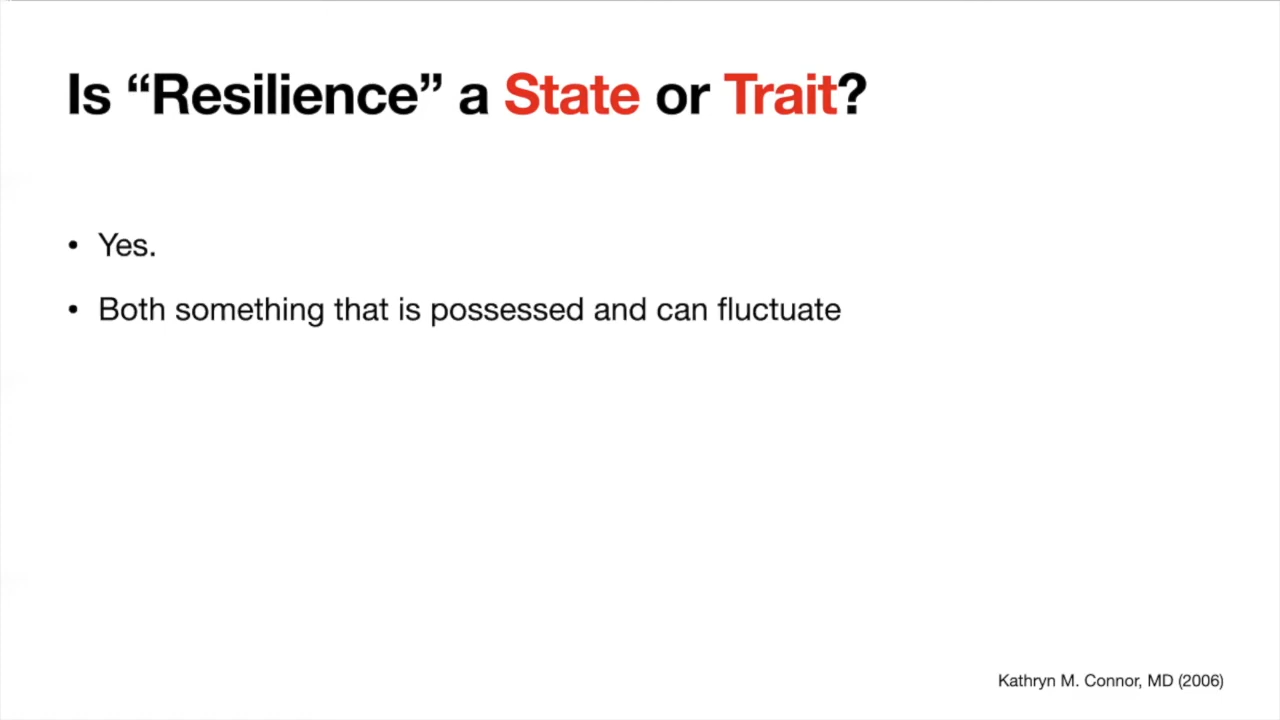 Is “Resilience” a State or Trait?
• Yes.
• Both something that is possessed and can fluctuate
Kathryn M. Connor, MD (2006)